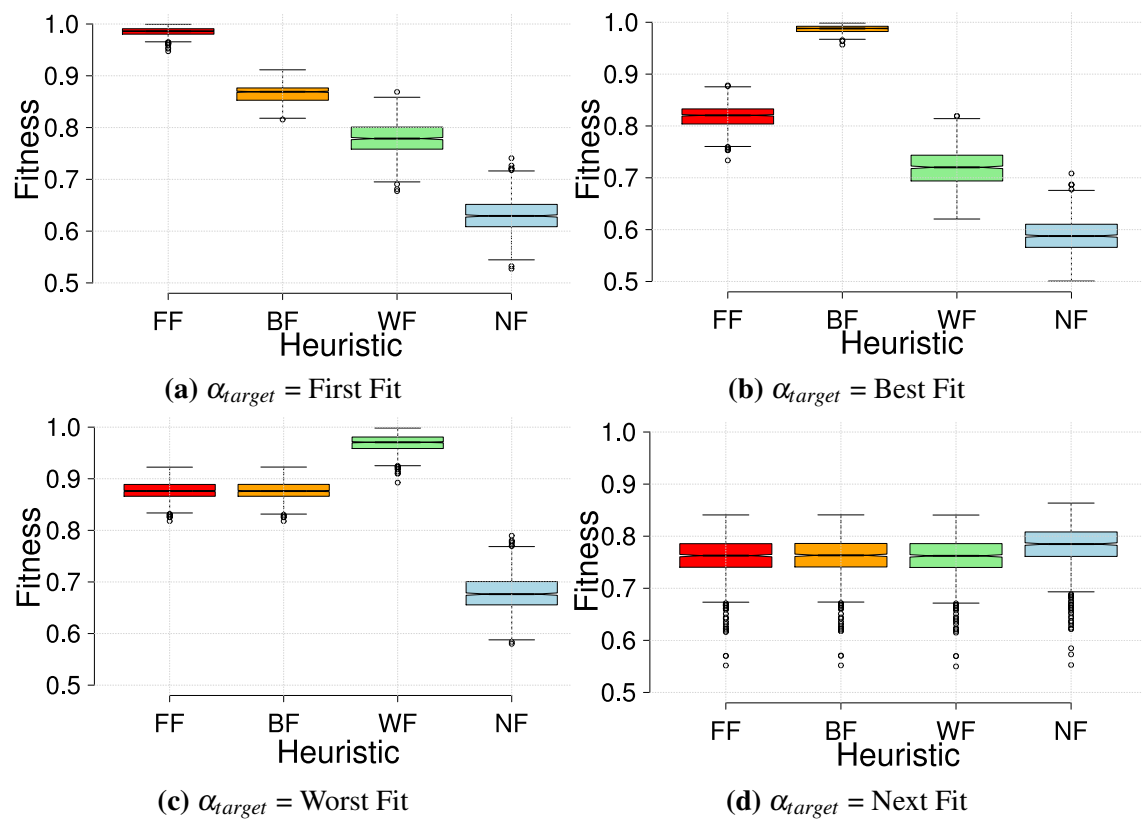 1.0
0.9
0.8
0.7
0.6
0.5
Fitness
FF BF WF NF
Heuristic
(a) α_target = First Fit
1.0
0.9
0.8
0.7
0.6
0.5
Fitness
FF BF WF NF
Heuristic
(b) α_target = Best Fit
1.0
0.9
0.8
0.7
0.6
0.5
Fitness
FF BF WF NF
Heuristic
(c) α_target = Worst Fit
1.0
0.9
0.8
0.7
0.6
0.5
Fitness
FF BF WF NF
Heuristic
(d) α_target = Next Fit